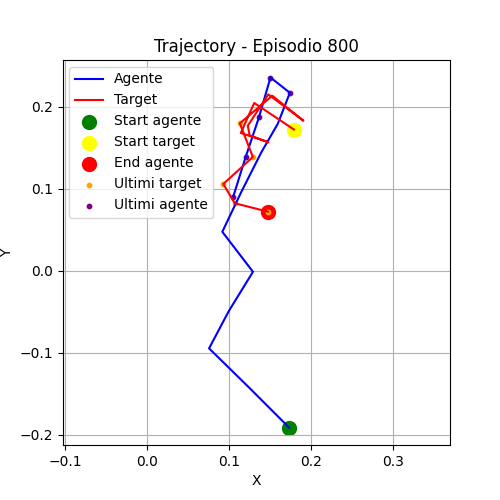 Trajectory - Episodio 800
Agente
Target
Start agente
Start target
End agente
Ultimi target
Ultimi agente
0.2
0.1
0.0
−0.1
−0.2
Y
−0.1
0.0
0.1
0.2
0.3
X